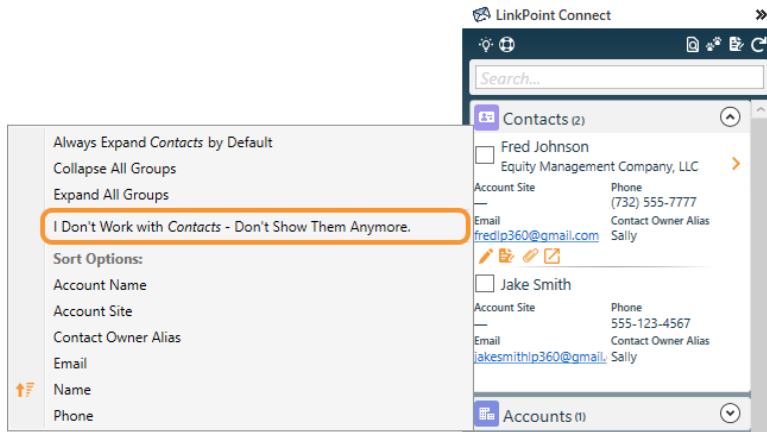 LinkPoint Connect
Search...
Contacts (2)
Fred Johnson
Equity Management Company, LLC
Account Site Phone
— (732) 555-7777
Email Contact Owner Alias
fredlp360@gmail.com Sally
Jake Smith
Account Site Phone
— 555-123-4567
Email Contact Owner Alias
jakesmithlp360@gmail. Sally
Accounts (1)
Always Expand Contacts by Default
Collapse All Groups
Expand All Groups
I Don't Work with Contacts - Don't Show Them Anymore.
Sort Options:
Account Name
Account Site
Contact Owner Alias
Email
Name
Phone